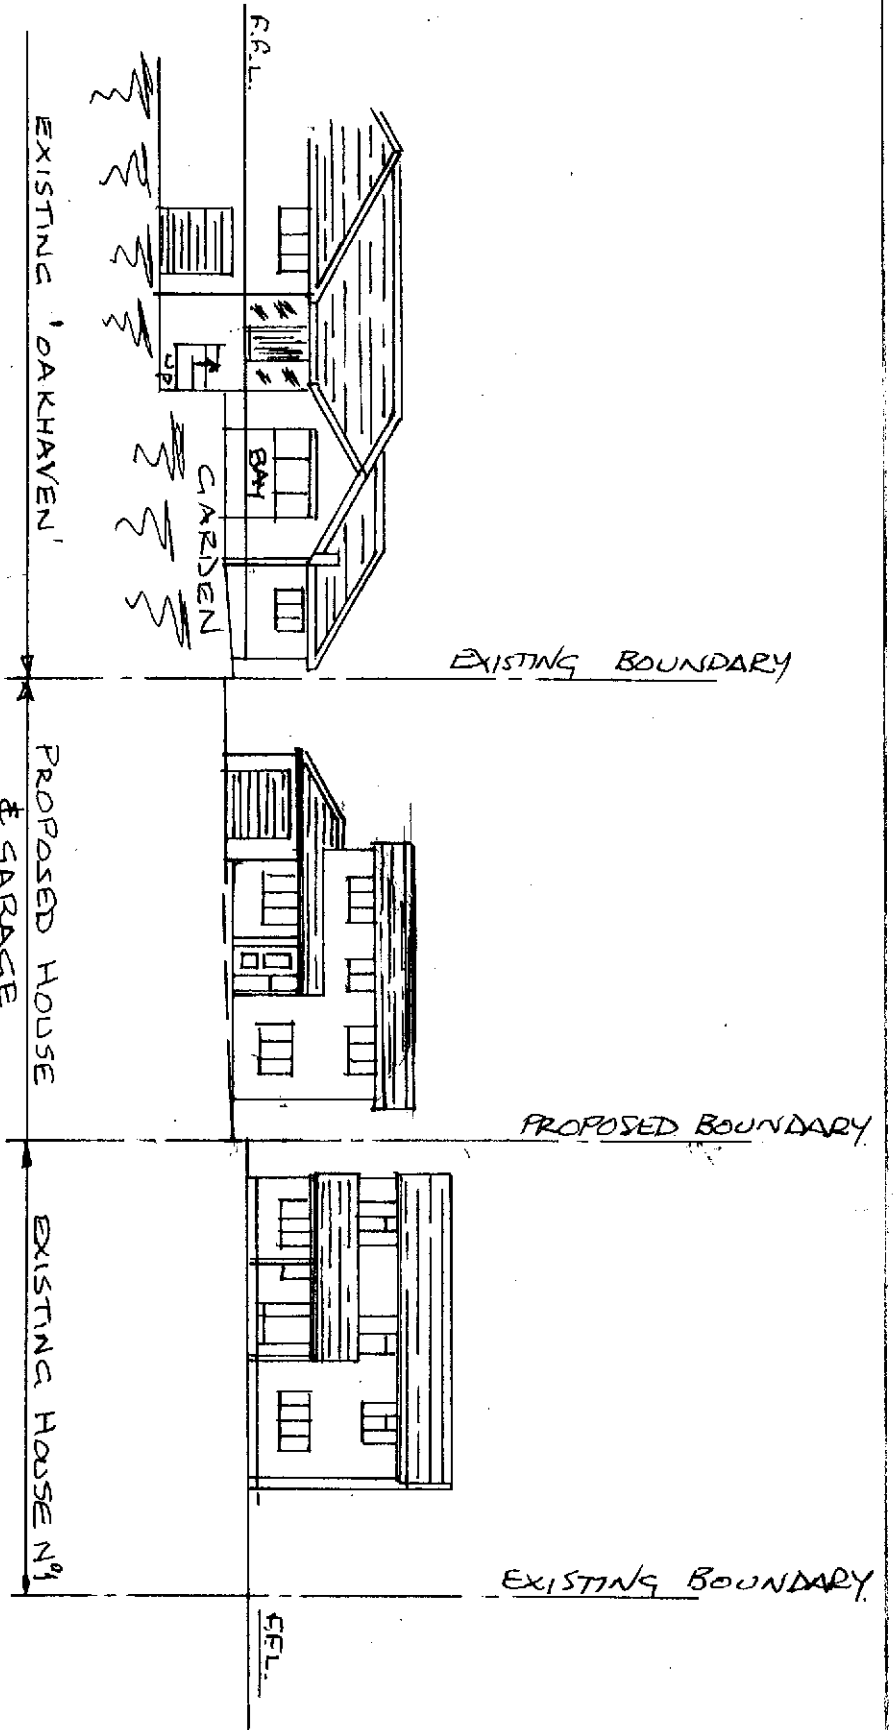 EXISTING BOUNDARY
PROPOSED BOUNDARY
EXISTING BOUNDARY
F.F.L.
BAY
UP
GARDEN
F.F.L.
EXISTING 'OAKHAVEN'
PROPOSED HOUSE
& GARAGE
EXISTING HOUSE Nº1